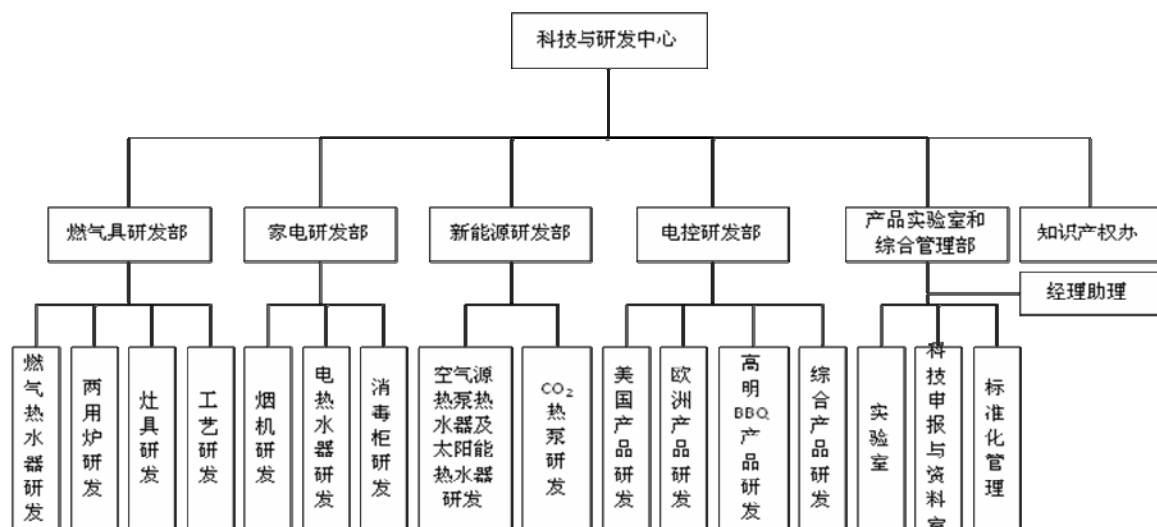 科技与研发中心
燃气具研发部
家电研发部
新能源研发部
电控研发部
产品实验室和
综合管理部
知识产权办
经理助理
燃气热水器研发
两用炉研发
灶具研发
工艺研发
烟机研发
电热水器研发
消毒柜研发
空气源
热泵热
水器及
太阳能
热水器
研发
CO₂
热泵研发
美国产品研发
欧洲产品研发
高明
BBQ
产品研发
综合产品研发
实验室
科技申报与资料室
标准化管理